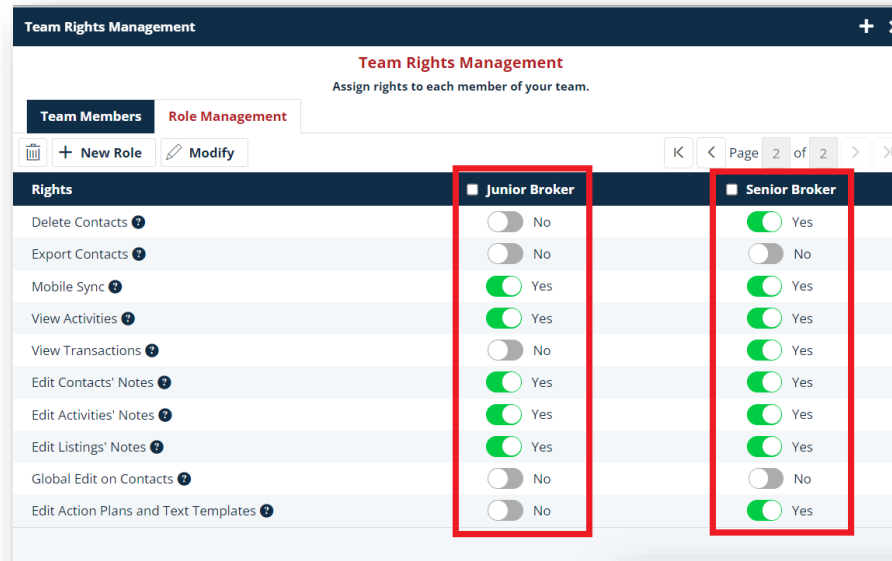 Team Rights Management
Team Rights Management
Assign rights to each member of your team.
Team Members Role Management
+ New Role Modify Page 2 of 2
Rights Junior Broker Senior Broker
Delete Contacts ? No Yes
Export Contacts ? No No
Mobile Sync ? Yes Yes
View Activities ? Yes Yes
View Transactions ? No Yes
Edit Contacts' Notes ? Yes Yes
Edit Activities' Notes ? Yes Yes
Edit Listings' Notes ? Yes Yes
Global Edit on Contacts ? No No
Edit Action Plans and Text Templates ? No Yes